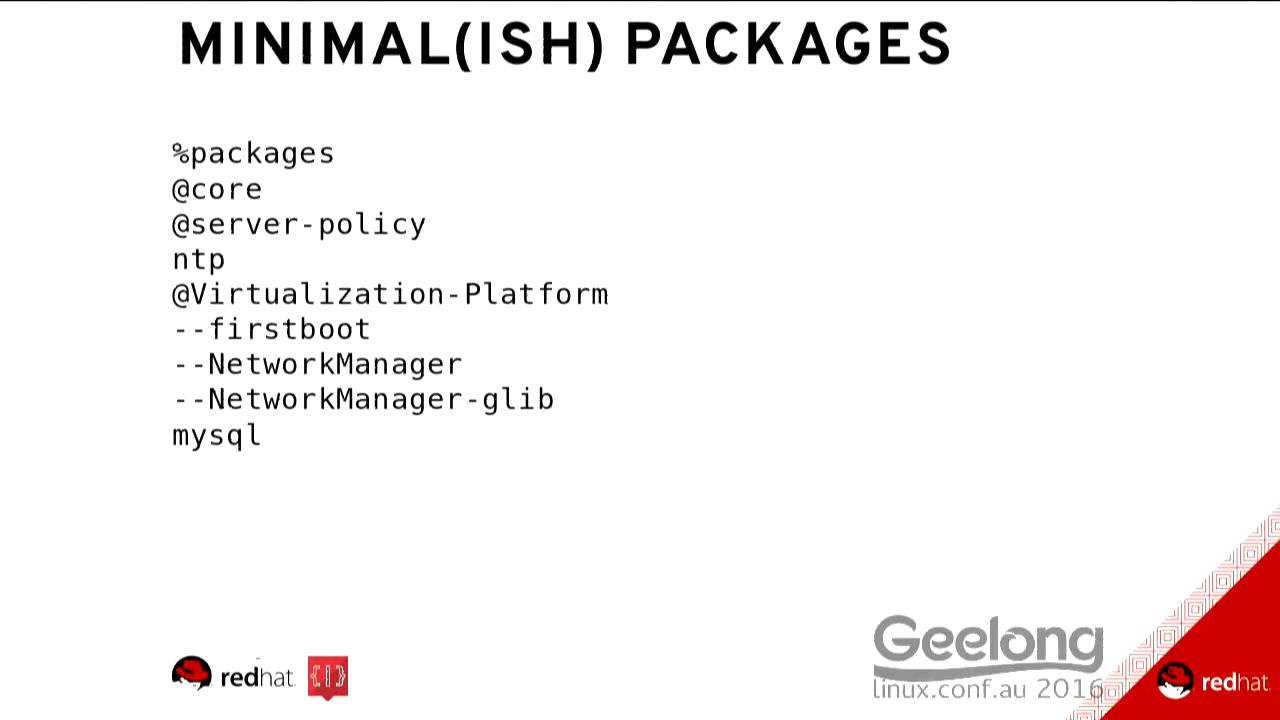 MINIMAL(ISH) PACKAGES
%packages
@core
@server-policy
ntp
@Virtualization-Platform
--firstboot
--NetworkManager
--NetworkManager-glib
mysql
redhat.
{|}
Geelong
linux.conf.au 2016
redhat.